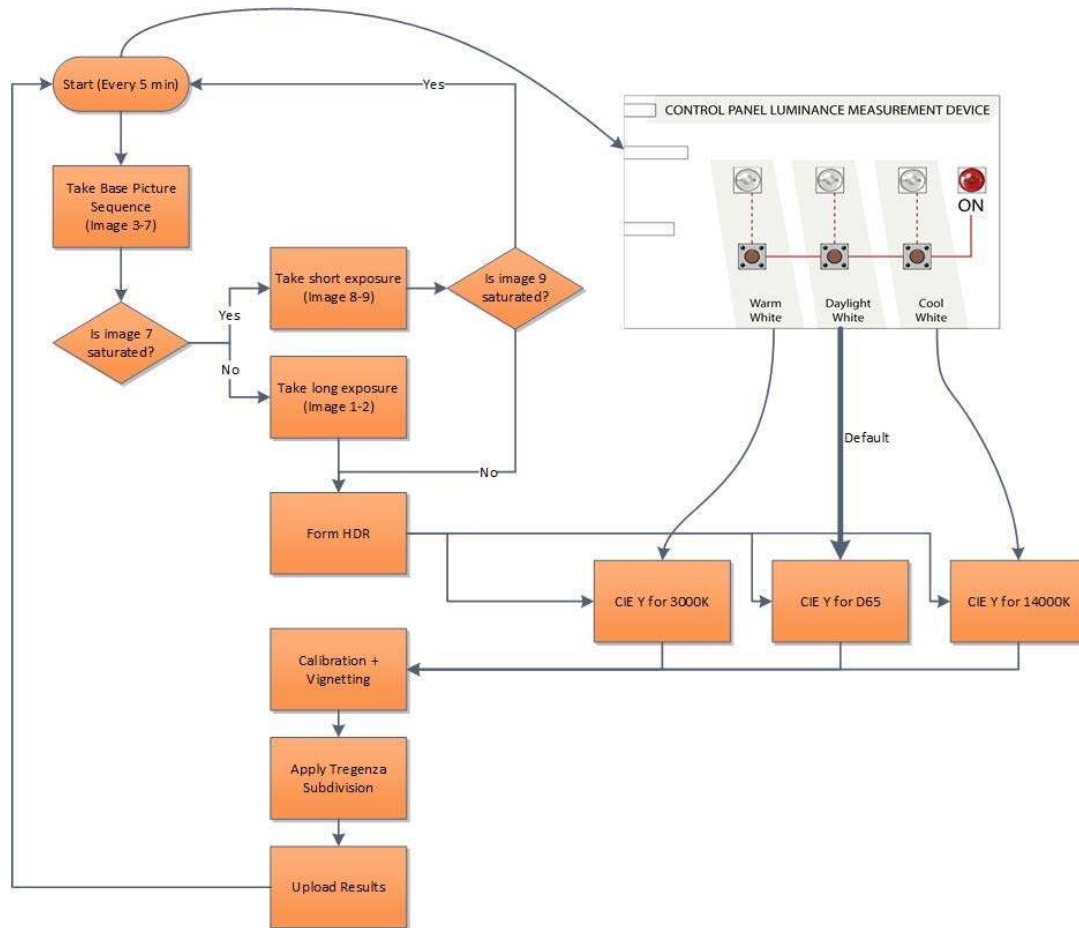 Start (Every 5 min)
Yes
Take Base Picture
Sequence
(Image 3-7)
Is image 7
saturated?
Yes
No
Take short exposure
(Image 8-9)
Is image 9
saturated?
Take long exposure
(Image 1-2)
No
Form HDR
CONTROL PANEL LUMINANCE MEASUREMENT DEVICE
ON
Warm
White
Daylight
White
Cool
White
Default
CIE Y for 3000K
CIE Y for D65
CIE Y for 14000K
Calibration +
Vignetting
Apply Tregenza
Subdivision
Upload Results